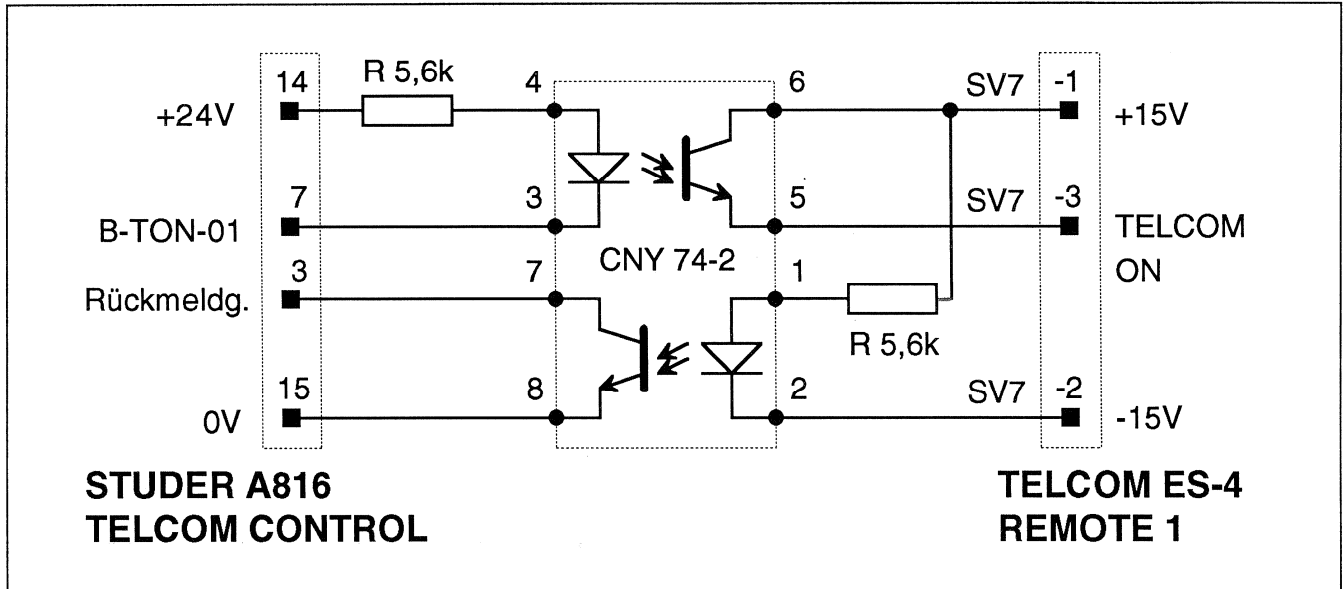 14 R 5,6k 4 6 SV7 -1
+24V +15V
7 3 5 SV7 -3
B-TON-01 TELCOM
ON
CNY 74-2
3 7 1
Rückmeldg.
R 5,6k
15 8 2 SV7 -2
0V -15V
STUDER A816 TELCOM ES-4
TELCOM CONTROL REMOTE 1